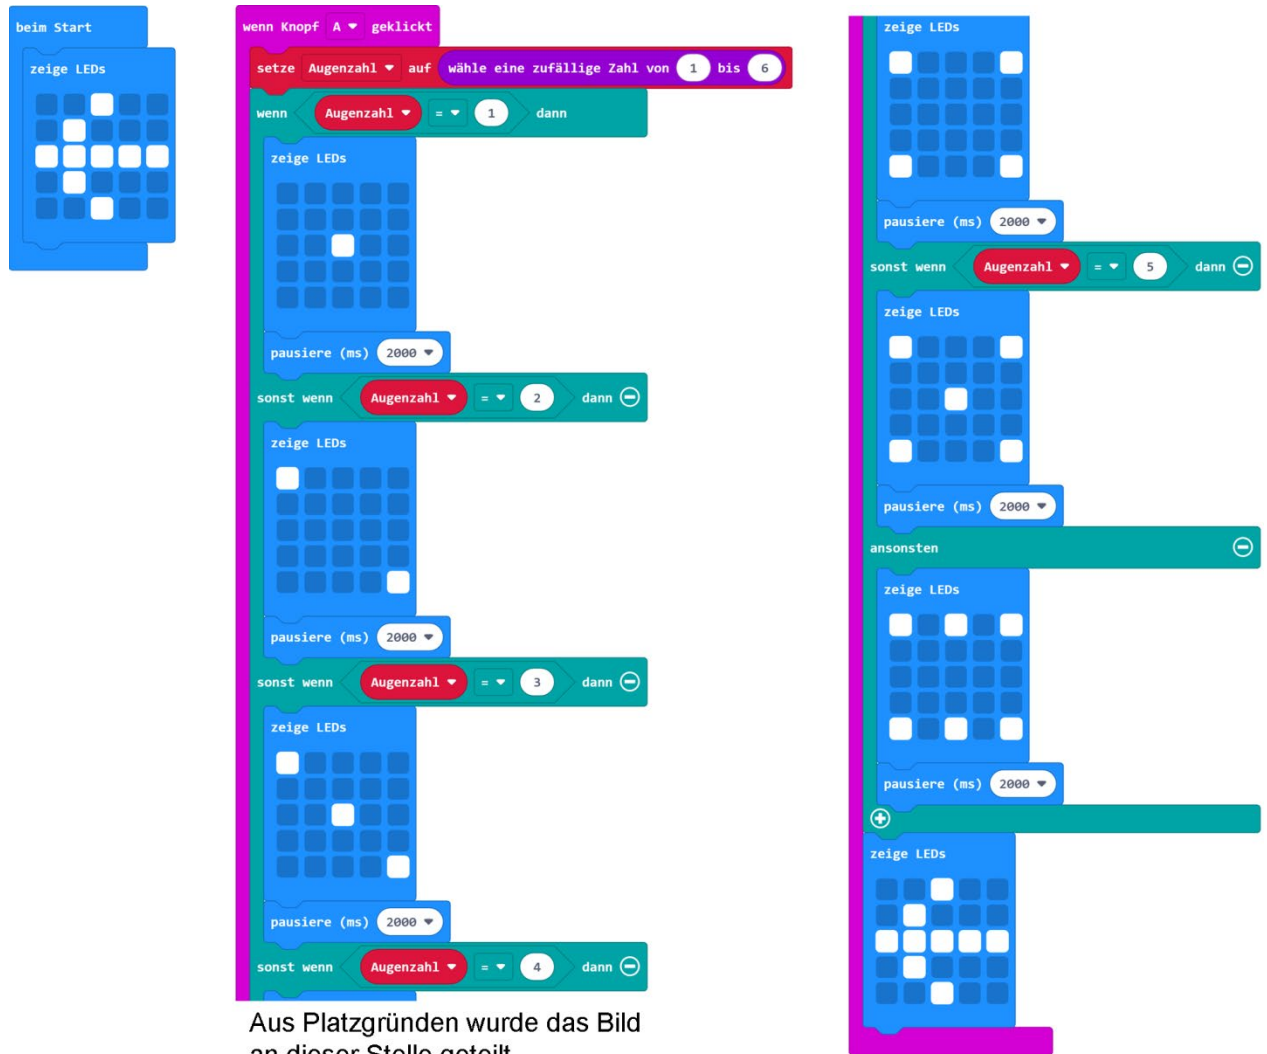 beim Start
zeige LEDs
wenn Knopf A geklickt
setze Augenzahl auf wähle eine zufällige Zahl von 1 bis 6
wenn Augenzahl = 1 dann
zeige LEDs
pausiere (ms) 2000
sonst wenn Augenzahl = 2 dann
zeige LEDs
pausiere (ms) 2000
sonst wenn Augenzahl = 3 dann
zeige LEDs
pausiere (ms) 2000
sonst wenn Augenzahl = 4 dann
Aus Platzgründen wurde das Bild
an dieser Stelle geteilt
zeige LEDs
pausiere (ms) 2000
sonst wenn Augenzahl = 5 dann
zeige LEDs
pausiere (ms) 2000
ansonsten
zeige LEDs
pausiere (ms) 2000
zeige LEDs